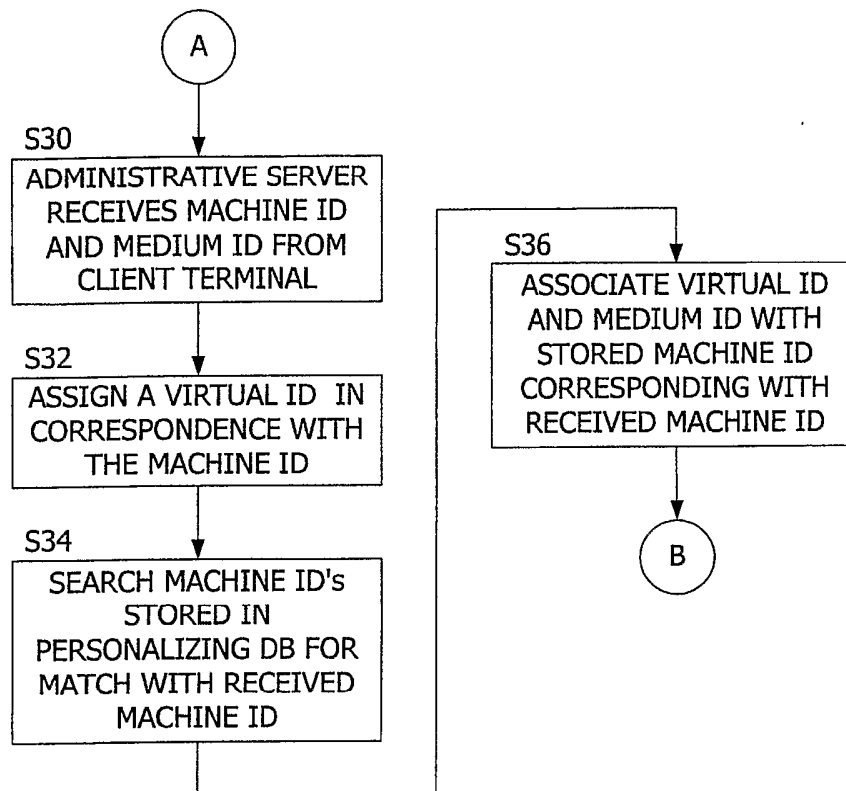 A
S30
ADMINISTRATIVE SERVER
RECEIVES MACHINE ID
AND MEDIUM ID FROM
CLIENT TERMINAL
S32
ASSIGN A VIRTUAL ID IN
CORRESPONDENCE WITH
THE MACHINE ID
S34
SEARCH MACHINE ID's
STORED IN
PERSONALIZING DB FOR
MATCH WITH RECEIVED
MACHINE ID
S36
ASSOCIATE VIRTUAL ID
AND MEDIUM ID WITH
STORED MACHINE ID
CORRESPONDING WITH
RECEIVED MACHINE ID
B